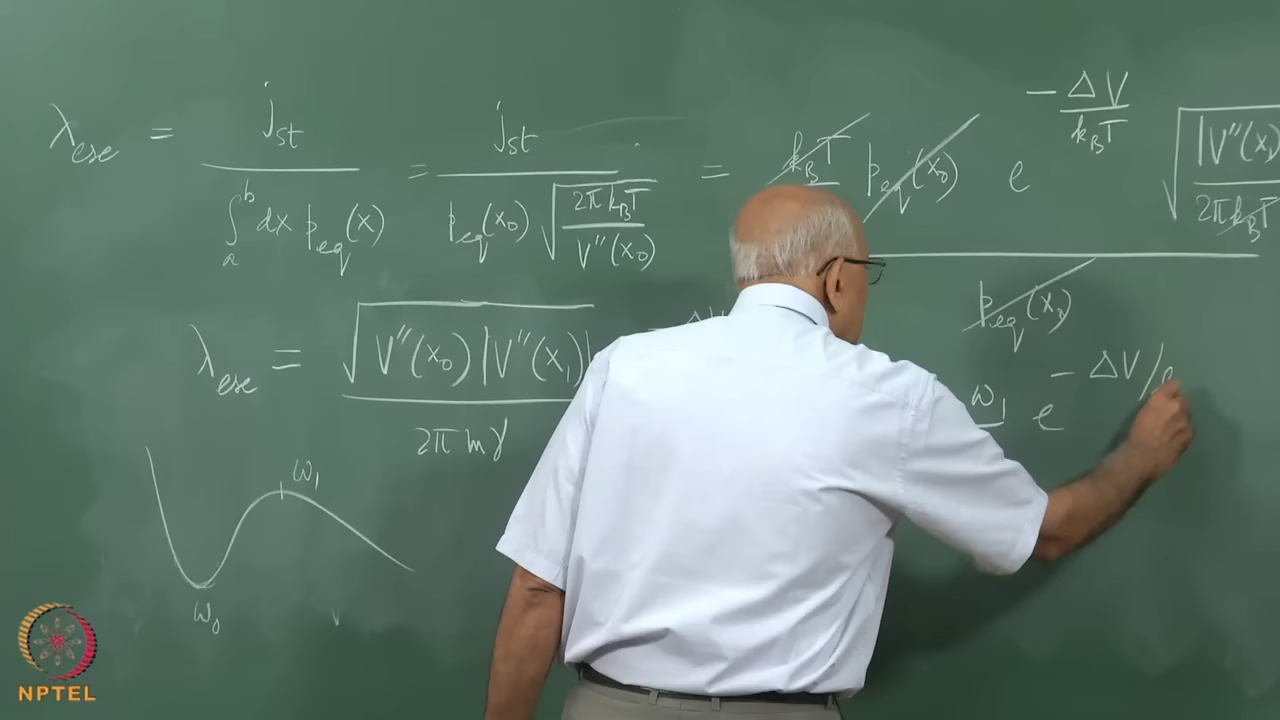 λ_esc = j_st / ∫_a^b dx p_eq(x) = j_st / p_eq(x_0) √(2π k_B T / V''(x_0)) = k_B T p_eq(x_0) e^(-ΔV / k_B T) √(|V''(x_1) / 2π k_B T) / p_eq(x_0)
λ_esc = √(V''(x_0) |V''(x_1)|) / 2π m γ
ω_1 e^(-ΔV/
ω_1
ω_0
NPTEL